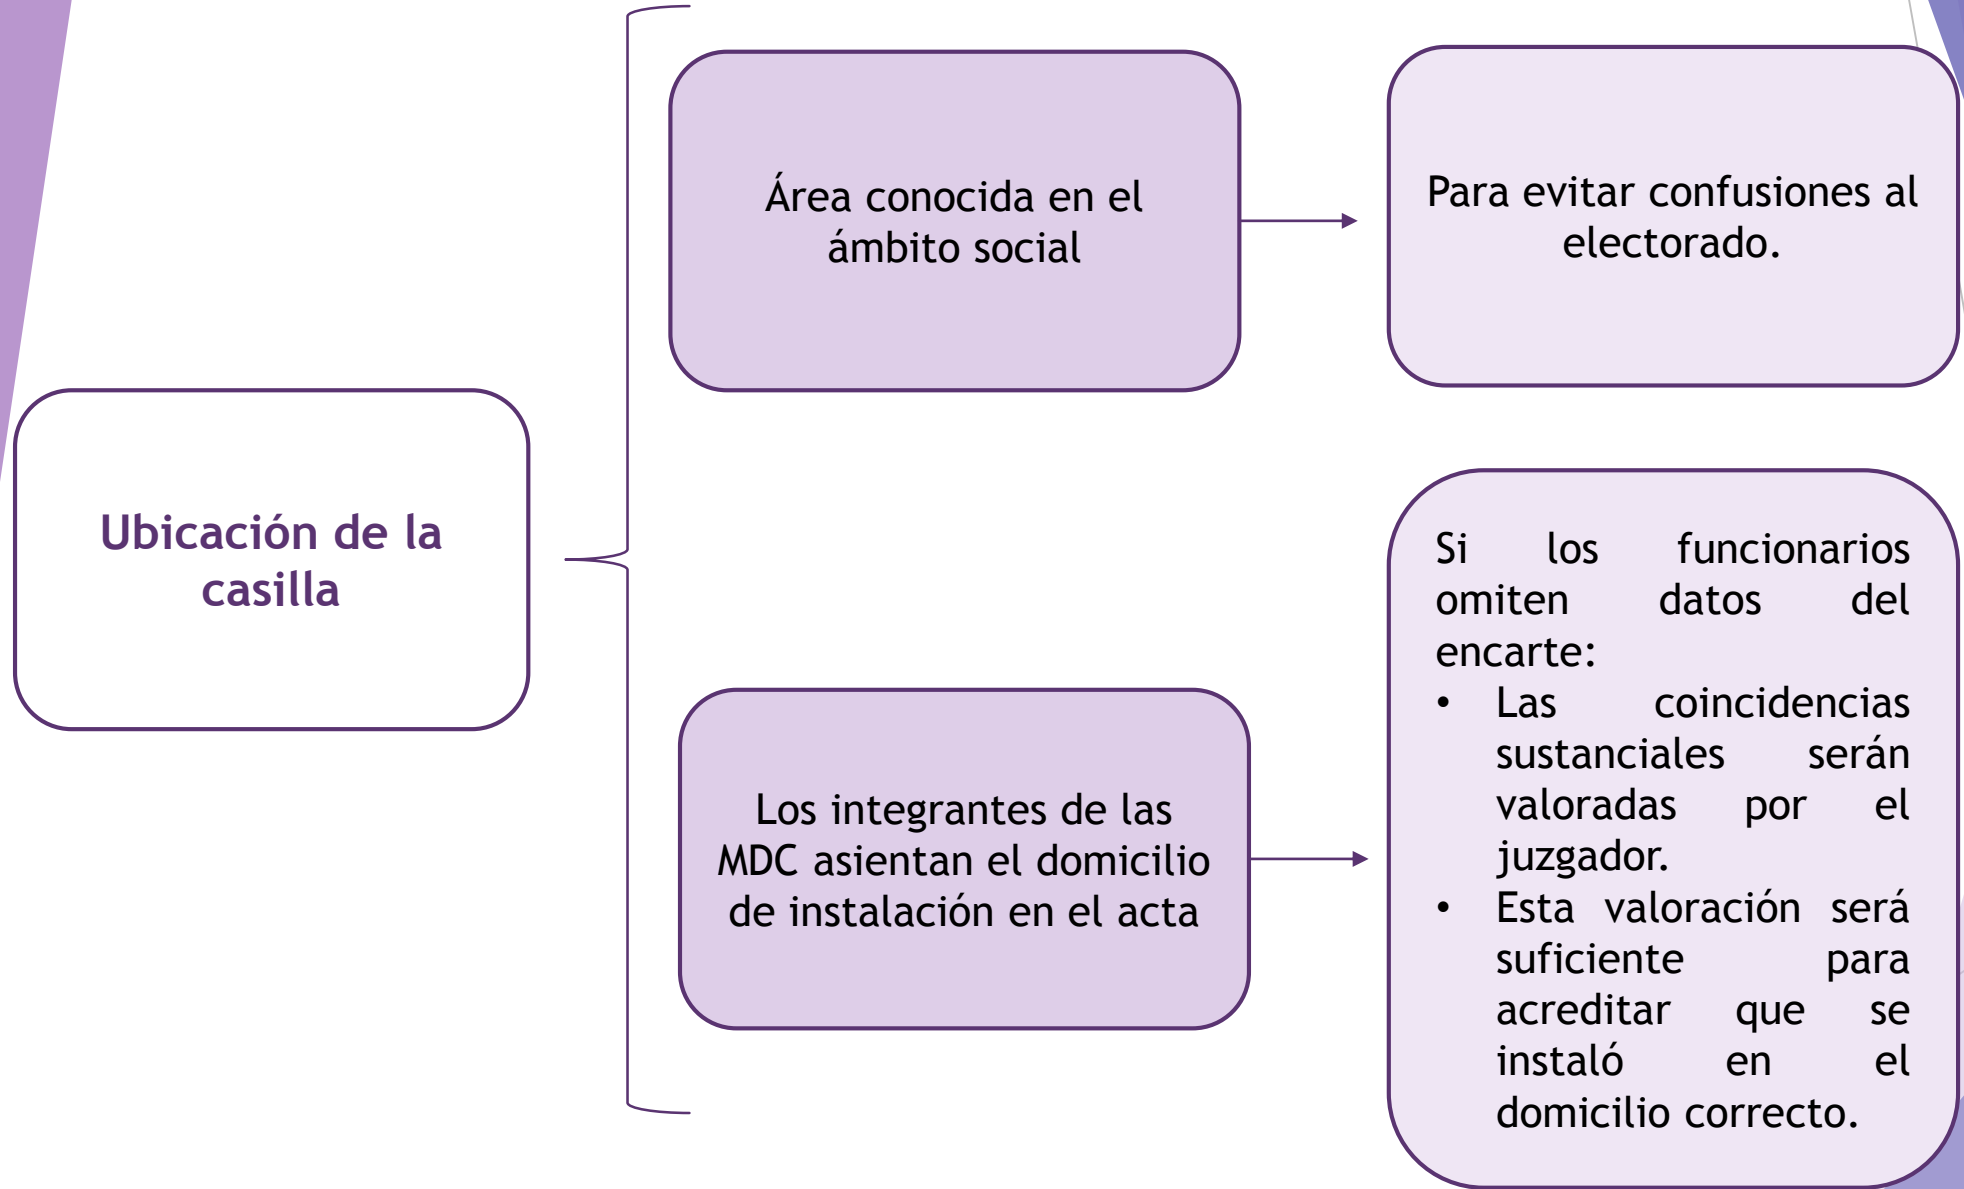 Ubicación de la
casilla
Área conocida en el
ámbito social
Para evitar confusiones al
electorado.
Los integrantes de las
MDC asientan el domicilio
de instalación en el acta
Si los funcionarios
omiten datos del
encarte:
• Las coincidencias
sustanciales serán
valoradas por el
juzgador.
• Esta valoración será
suficiente para
acreditar que se
instaló en el
domicilio correcto.